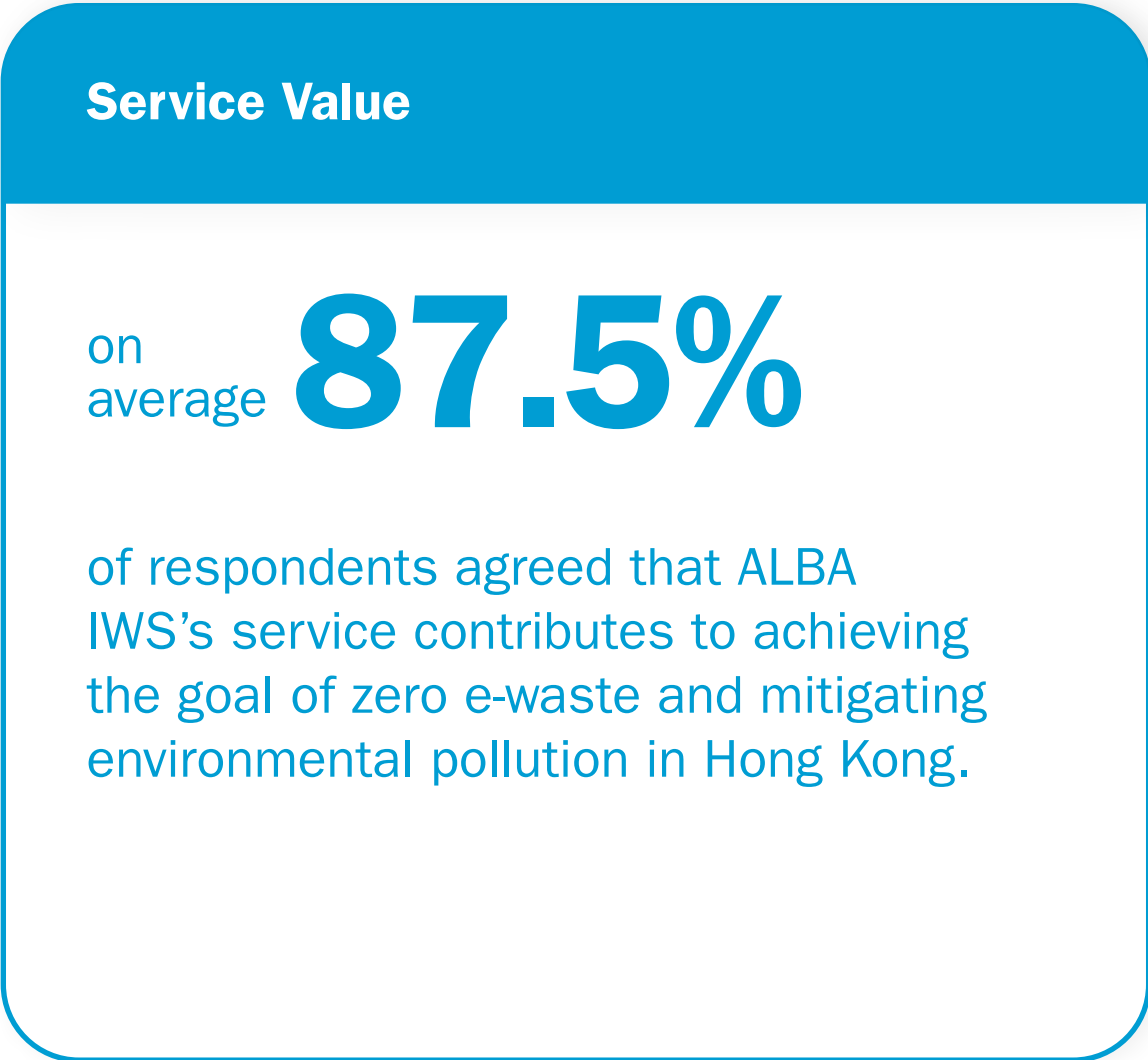 Service Value
on
average 87.5%
of respondents agreed that ALBA
IWS’s service contributes to achieving
the goal of zero e-waste and mitigating
environmental pollution in Hong Kong.